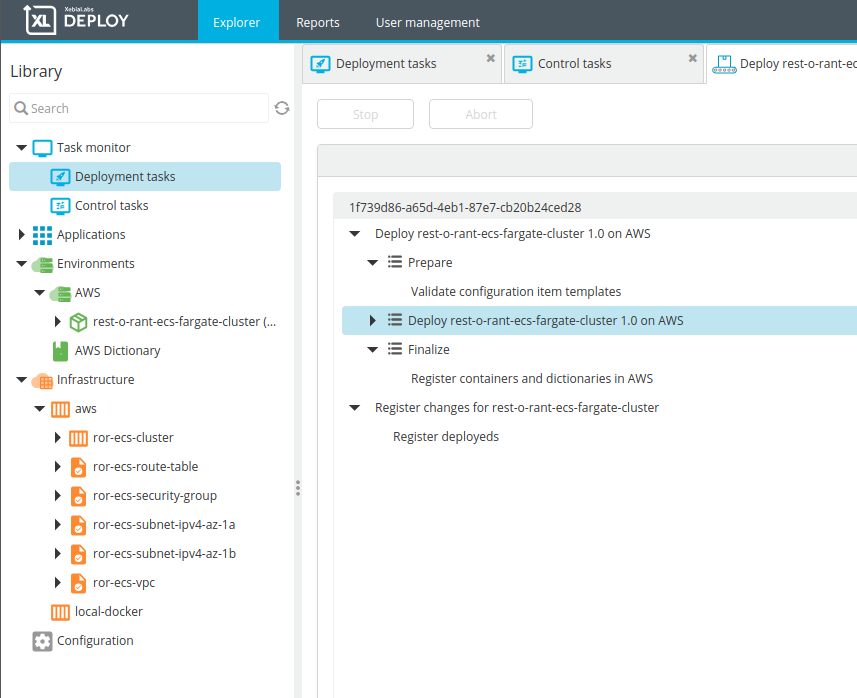 XebiaLabs
XL DEPLOY
Explorer
Reports
User management
Library
Search
Task monitor
Deployment tasks
Control tasks
Applications
Environments
AWS
rest-o-rant-ecs-fargate-cluster (...
AWS Dictionary
Infrastructure
aws
ror-ecs-cluster
ror-ecs-route-table
ror-ecs-security-group
ror-ecs-subnet-ipv4-az-1a
ror-ecs-subnet-ipv4-az-1b
ror-ecs-vpc
local-docker
Configuration
Deployment tasks
Control tasks
Deploy rest-o-rant-ec
Stop
Abort
1f739d86-a65d-4eb1-87e7-cb20b24ced28
Deploy rest-o-rant-ecs-fargate-cluster 1.0 on AWS
Prepare
Validate configuration item templates
Deploy rest-o-rant-ecs-fargate-cluster 1.0 on AWS
Finalize
Register containers and dictionaries in AWS
Register changes for rest-o-rant-ecs-fargate-cluster
Register deployeds